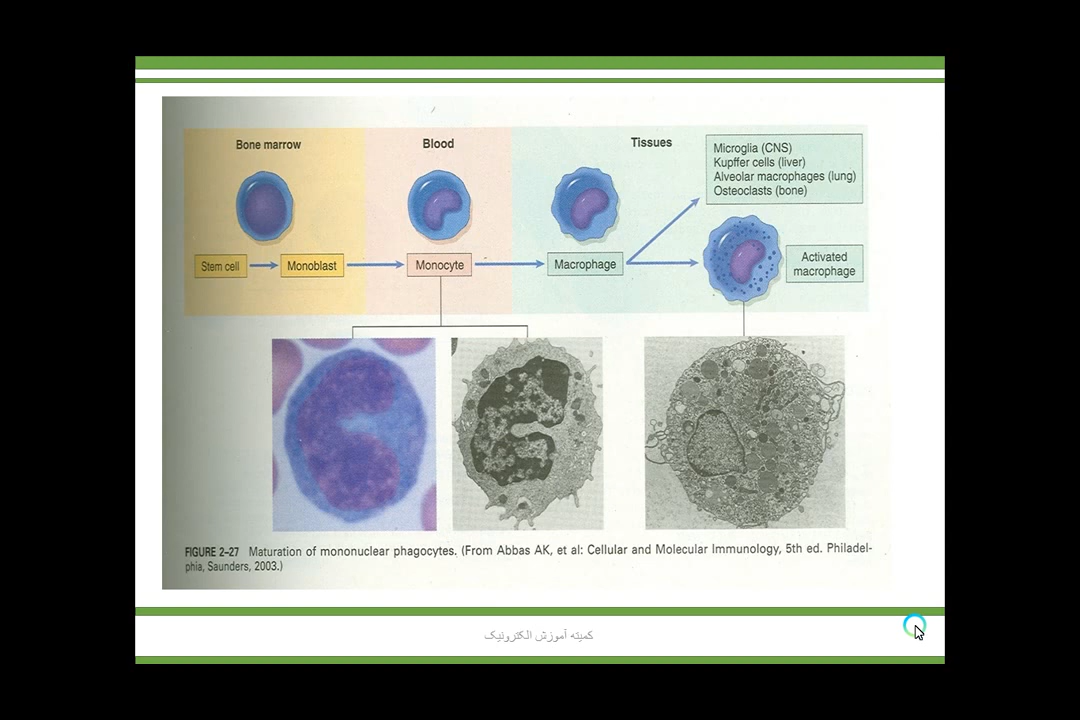 Bone marrow
Blood
Tissues
Microglia (CNS)
Kupffer cells (liver)
Alveolar macrophages (lung)
Osteoclasts (bone)
Stem cell
Monoblast
Monocyte
Macrophage
Activated
macrophage
FIGURE 2–27 Maturation of mononuclear phagocytes. (From Abbas AK, et al: Cellular and Molecular Immunology, 5th ed. Philadel-
phia, Saunders, 2003.)
کمیته آموزش الکترونیک